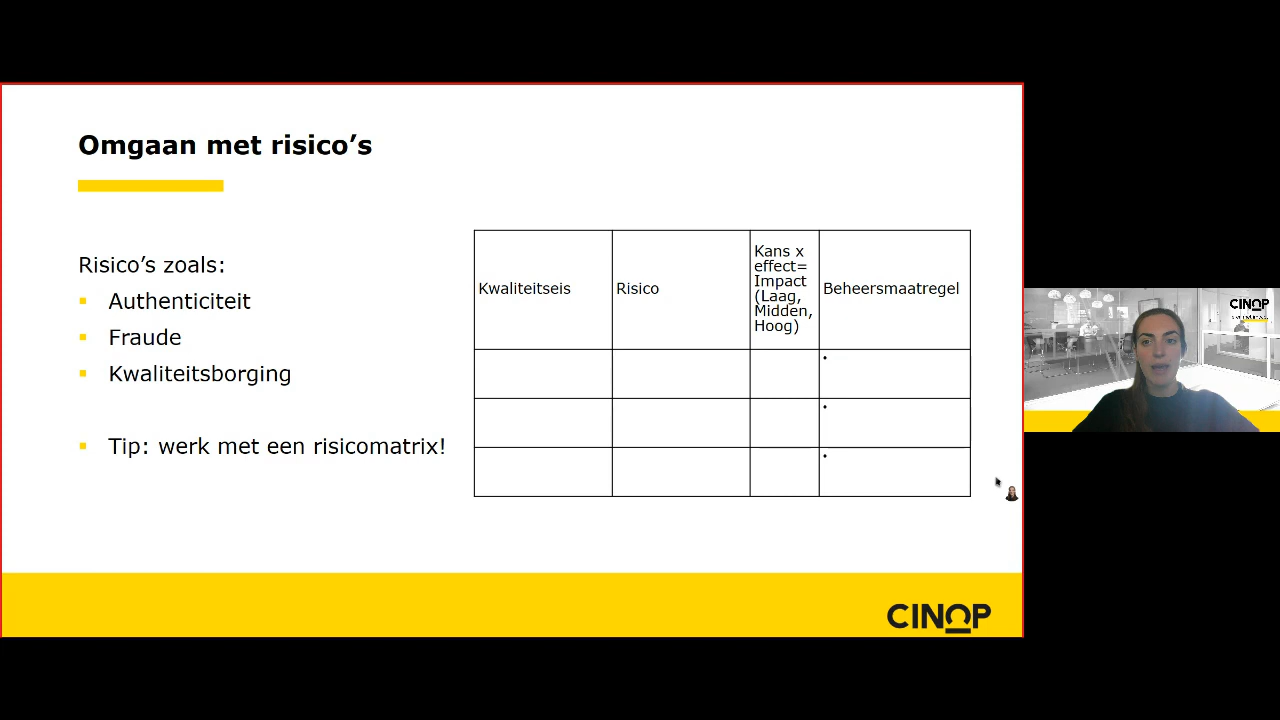 Omgaan met risico’s
Risico’s zoals:
▪ Authenticiteit
▪ Fraude
▪ Kwaliteitsborging
▪ Tip: werk met een risicomatrix!
Kwaliteitseis
Risico
Kans x
effect=
Impact
(Laag,
Midden,
Hoog)
Beheersmaatregel
•
•
•
CINOP
CINOP